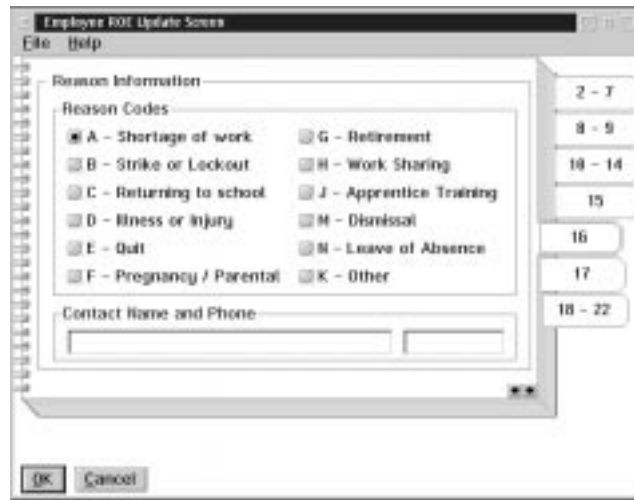 Employee ROE Update Screen
File Help
Reason Information
Reason Codes
A - Shortage of work
B - Strike or Lockout
C - Returning to school
D - Illness or Injury
E - Quit
F - Pregnancy / Parental
G - Retirement
H - Work Sharing
J - Apprentice Training
M - Dismissal
N - Leave of Absence
K - Other
Contact Name and Phone
2 - 7
8 - 9
10 - 14
15
16
17
18 - 22
OK Cancel